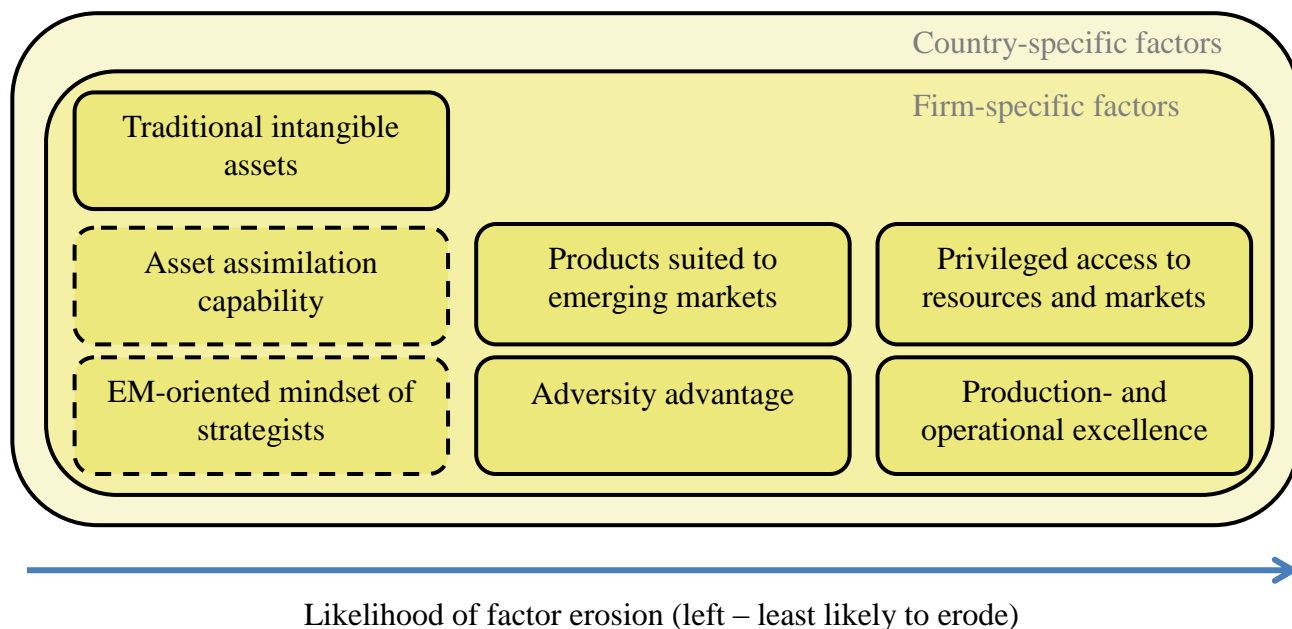 Country-specific factors
Firm-specific factors
Traditional intangible
assets
Asset assimilation
capability
Products suited to
emerging markets
Privileged access to
resources and markets
EM-oriented mindset of
strategists
Adversity advantage
Production- and
operational excellence
Likelihood of factor erosion (left – least likely to erode)